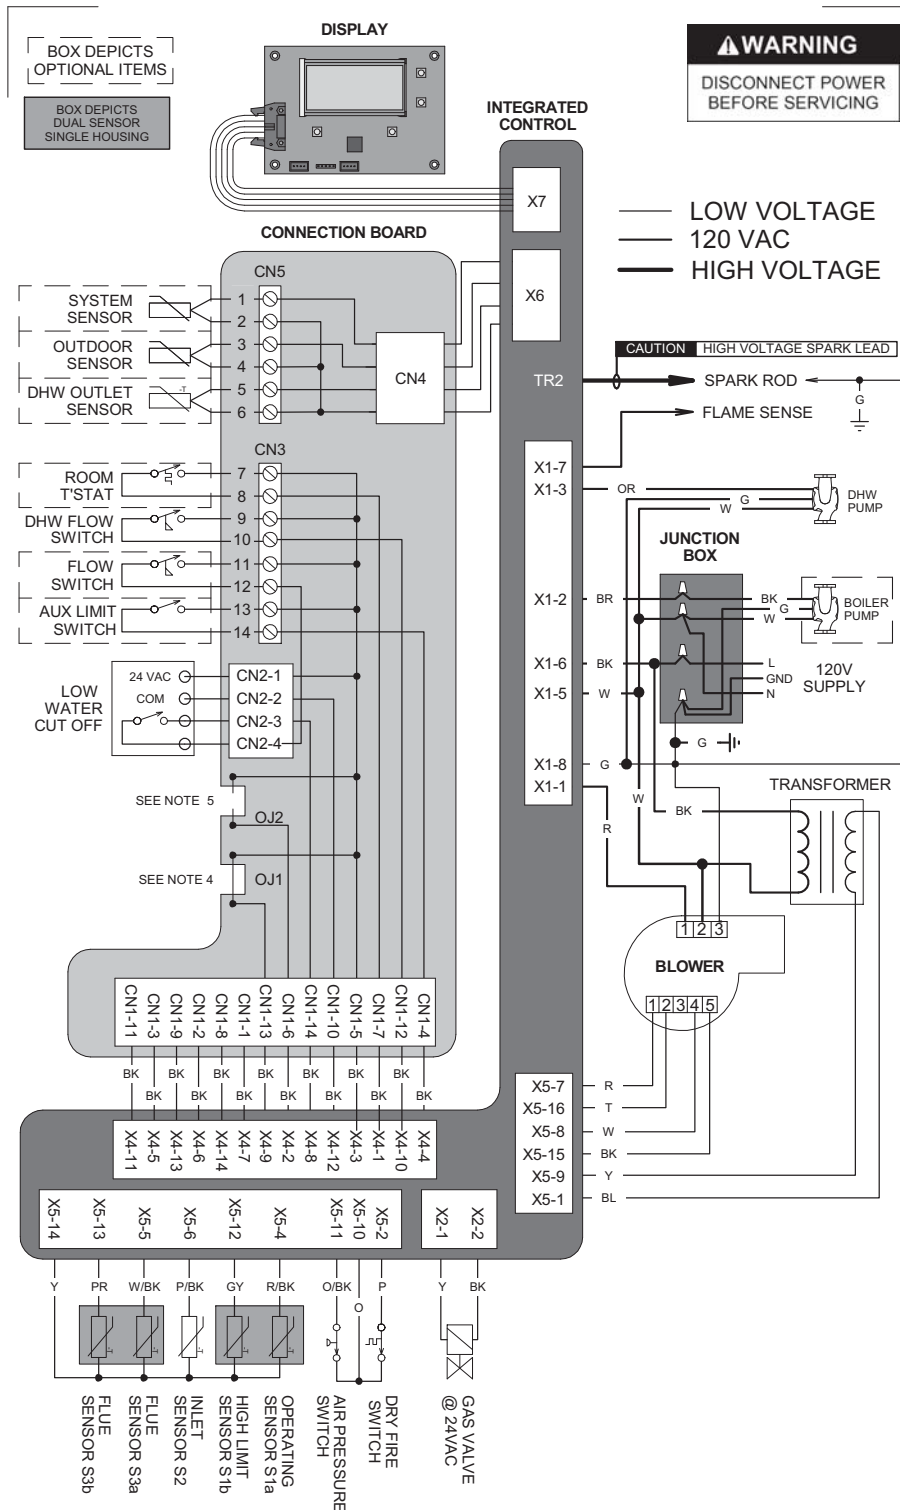 DISPLAY
BOX DEPICTS
OPTIONAL ITEMS
BOX DEPICTS
DUAL SENSOR
SINGLE HOUSING
WARNING
DISCONNECT POWER
BEFORE SERVICING
INTEGRATED
CONTROL
X7
LOW VOLTAGE
120 VAC
HIGH VOLTAGE
CONNECTION BOARD
CN5
SYSTEM
SENSOR
1
2
OUTDOOR
SENSOR
3
4
DHW OUTLET
SENSOR
-T
5
6
CN4
X6
CAUTION HIGH VOLTAGE SPARK LEAD
TR2
SPARK ROD
G
FLAME SENSE
CN3
ROOM
T'STAT
7
8
DHW FLOW
SWITCH
9
10
FLOW
SWITCH
11
12
AUX LIMIT
SWITCH
13
14
X1-7
X1-3
OR
G
W
DHW
PUMP
JUNCTION
BOX
X1-2
BR
BK
G
W
BOILER
PUMP
X1-6
BK
L
GND
N
120V
SUPPLY
X1-5
W
LOW
WATER
CUT OFF
24 VAC
COM
CN2-1
CN2-2
CN2-3
CN2-4
G
X1-8
G
X1-1
SEE NOTE 5
OJ2
SEE NOTE 4
OJ1
R
W
BK
TRANSFORMER
1 2 3
BLOWER
1 2 3 4 5
CN1-11
CN1-3
CN1-9
CN1-2
CN1-8
CN1-1
CN1-13
CN1-6
CN1-14
CN1-10
CN1-5
CN1-7
CN1-12
CN1-4
BK BK BK BK BK BK BK
BK BK BK BK BK BK BK
X4-11
X4-5
X4-13
X4-6
X4-14
X4-7
X4-9
X4-2
X4-8
X4-12
X4-3
X4-1
X4-10
X4-4
X5-7 R
X5-16 T
X5-8 W
X5-15 BK
X5-9 Y
X5-1 BL
X5-14
X5-13
X5-5
X5-6
X5-12
X5-4
X5-11
X5-10
X5-2
X2-1
X2-2
Y PR W/BK P/BK GY R/BK O/BK O P Y BK
-T
-T
-T
-T
-T
FLUE
SENSOR S3b
FLUE
SENSOR S3a
INLET
SENSOR S2
HIGH LIMIT
SENSOR S1b
OPERATING
SENSOR S1a
AIR PRESSURE
SWITCH
DRY FIRE
SWITCH
GAS VALVE
@ 24VAC